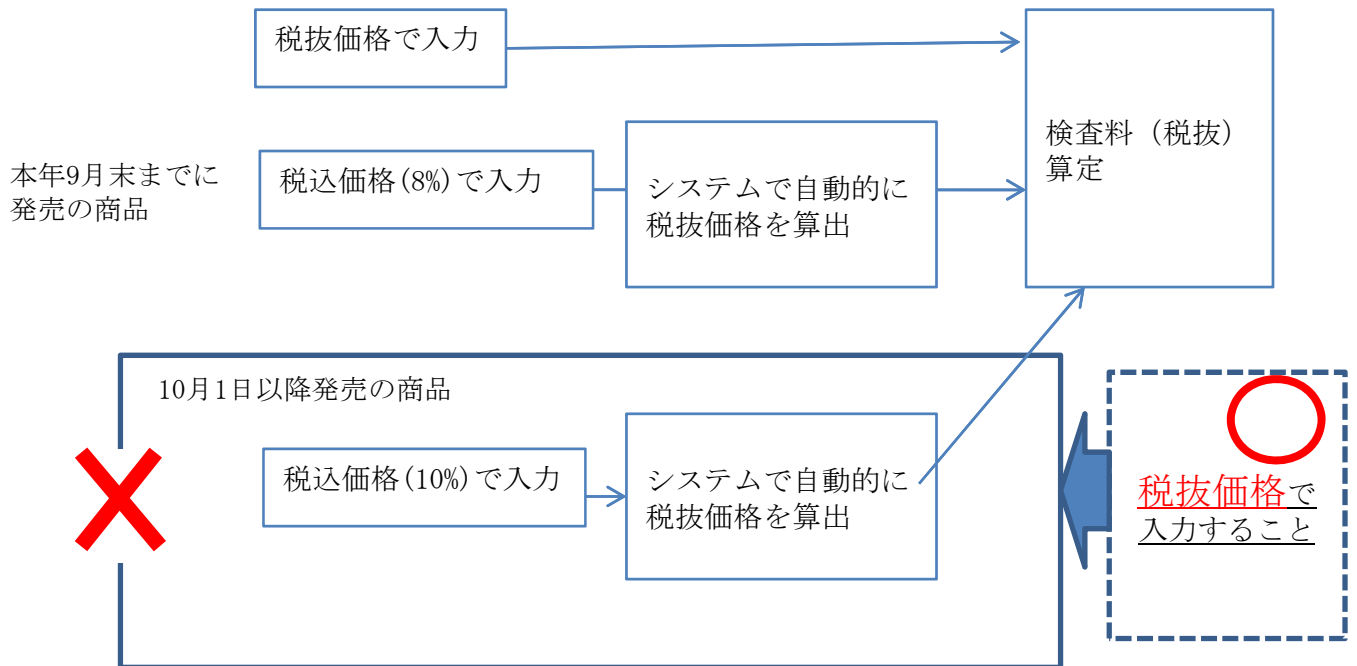 税抜価格で入力
検査料（税抜）
算定
本年9月末までに
発売の商品
税込価格(8%)で入力
システムで自動的に
税抜価格を算出
10月1日以降発売の商品
税込価格(10%)で入力
システムで自動的に
税抜価格を算出
税抜価格で
入力すること